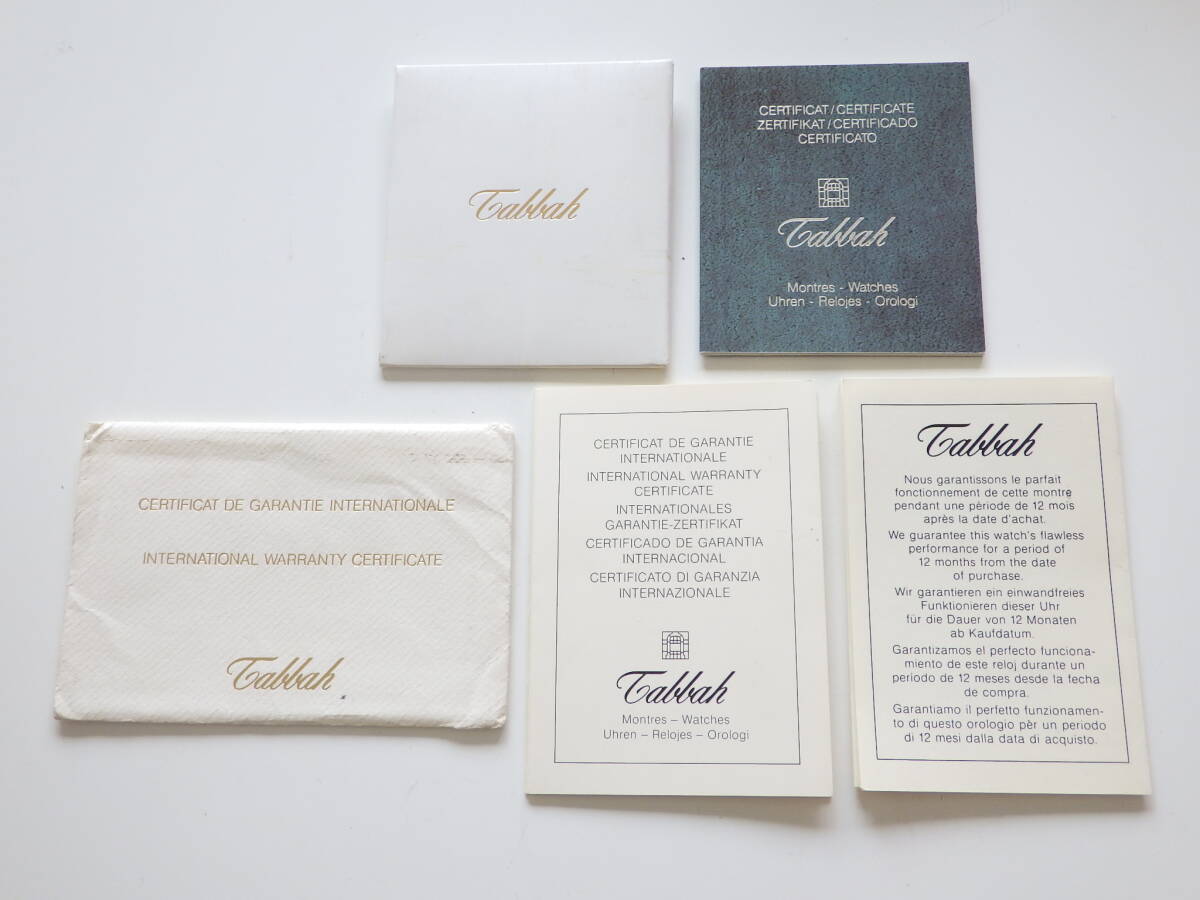 Tabbah
CERTIFICAT/CERTIFICATE
ZERTIFIKAT/CERTIFICADO
CERTIFICATO
Tabbah
Montres - Watches
Uhren - Relojes - Orologi
CERTIFICAT DE GARANTIE INTERNATIONALE
INTERNATIONAL WARRANTY CERTIFICATE
Tabbah
CERTIFICAT DE GARANTIE
INTERNATIONALE
INTERNATIONAL WARRANTY
CERTIFICATE
INTERNATIONALES
GARANTIE-ZERTIFIKAT
CERTIFICADO DE GARANTIA
INTERNACIONAL
CERTIFICATO DI GARANZIA
INTERNAZIONALE
Tabbah
Montres – Watches
Uhren – Relojes – Orologi
Tabbah
Nous garantissons le parfait
fonctionnement de cette montre
pendant une période de 12 mois
après la date d'achat.
We guarantee this watch's flawless
performance for a period of
12 months from the date
of purchase.
Wir garantieren ein einwandfreies
Funktionieren dieser Uhr
für die Dauer von 12 Monaten
ab Kaufdatum.
Garantizamos el perfecto funciona-
miento de este reloj durante un
periodo de 12 meses desde la fecha
de compra.
Garantiamo il perfetto funzionamen-
to di questo orologio pèr un periodo
di 12 mesi dalla data di acquisto.